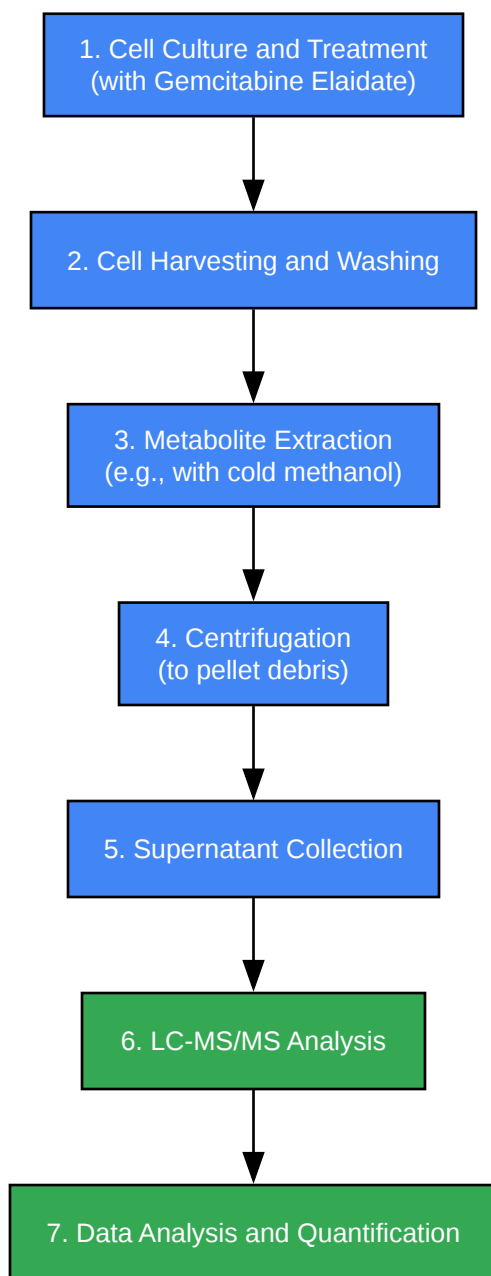 1. Cell Culture and Treatment
(with Gemcitabine Elaidate)
2. Cell Harvesting and Washing
3. Metabolite Extraction
(e.g., with cold methanol)
4. Centrifugation
(to pellet debris)
5. Supernatant Collection
6. LC-MS/MS Analysis
7. Data Analysis and Quantification